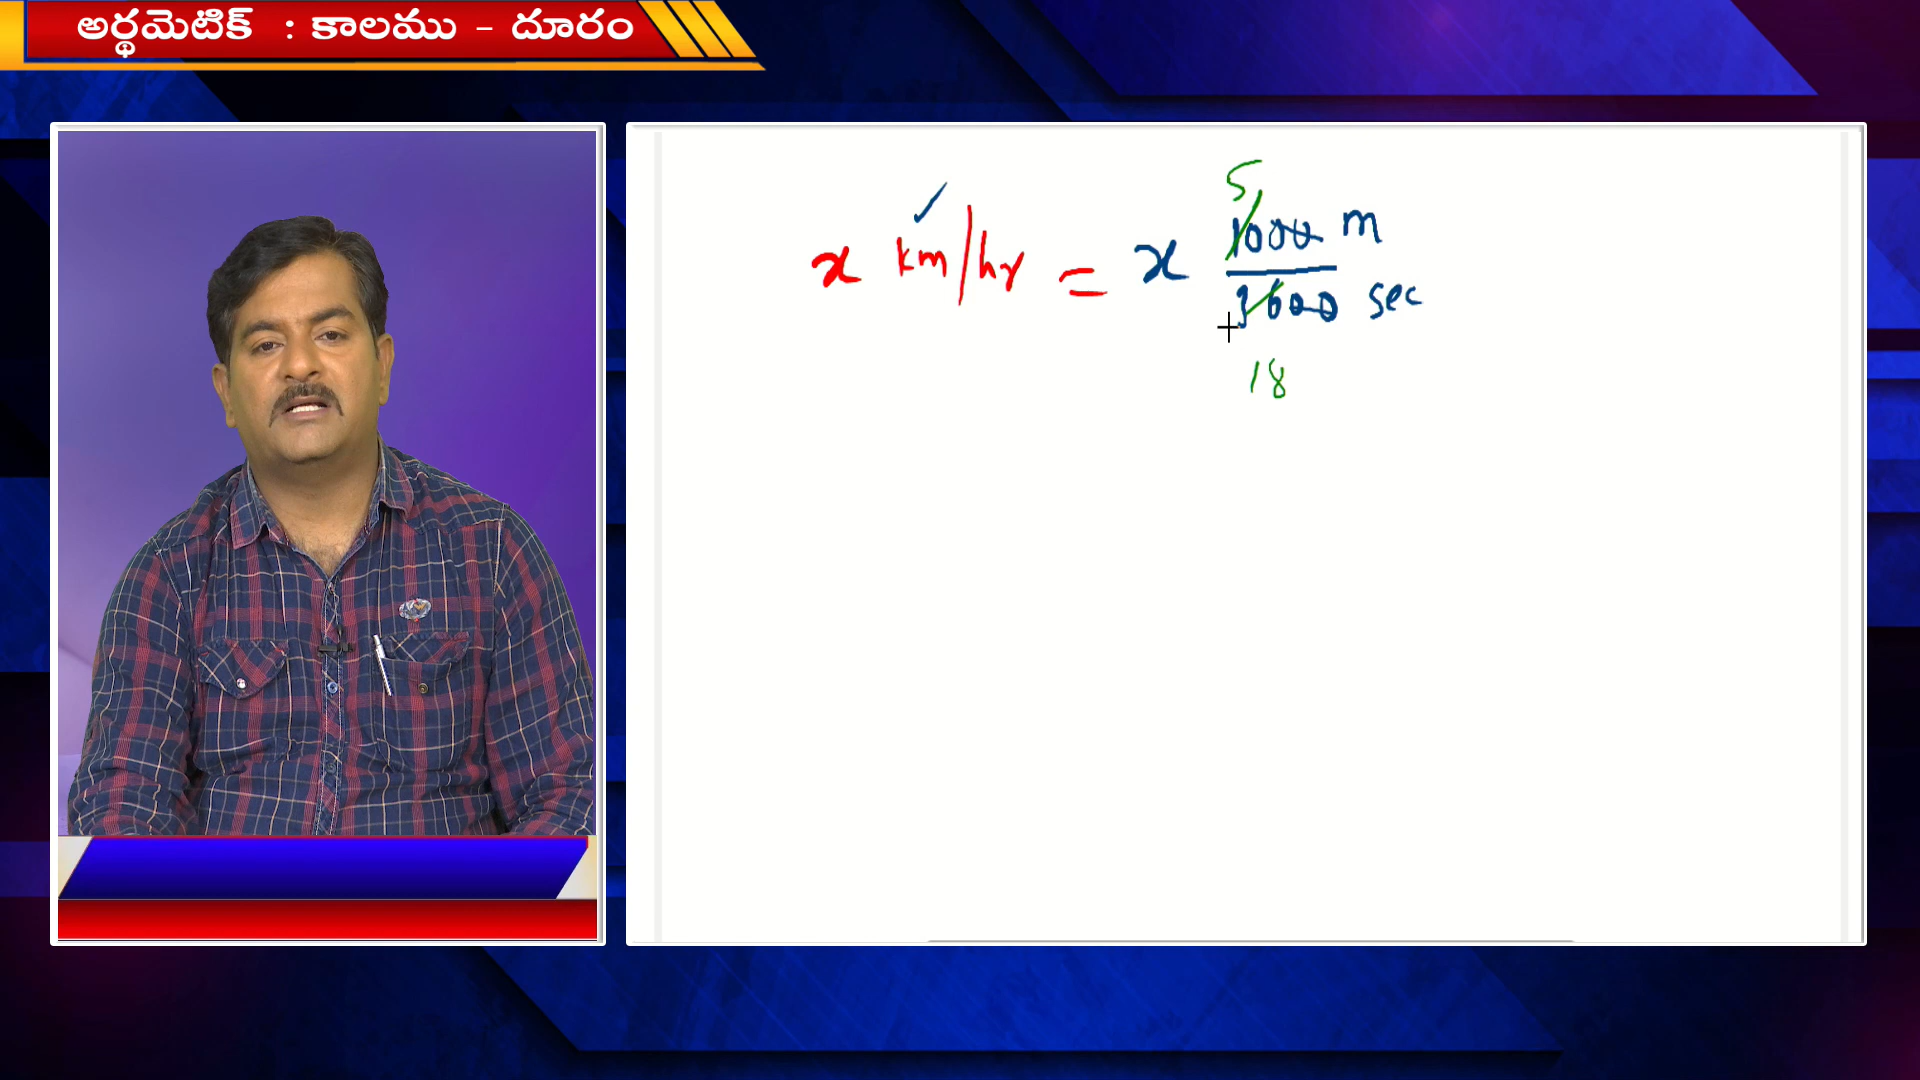 అర్థమెటిక్ : కాలము - దూరం
5
x km/hr = x 1000 m
3600 sec
18